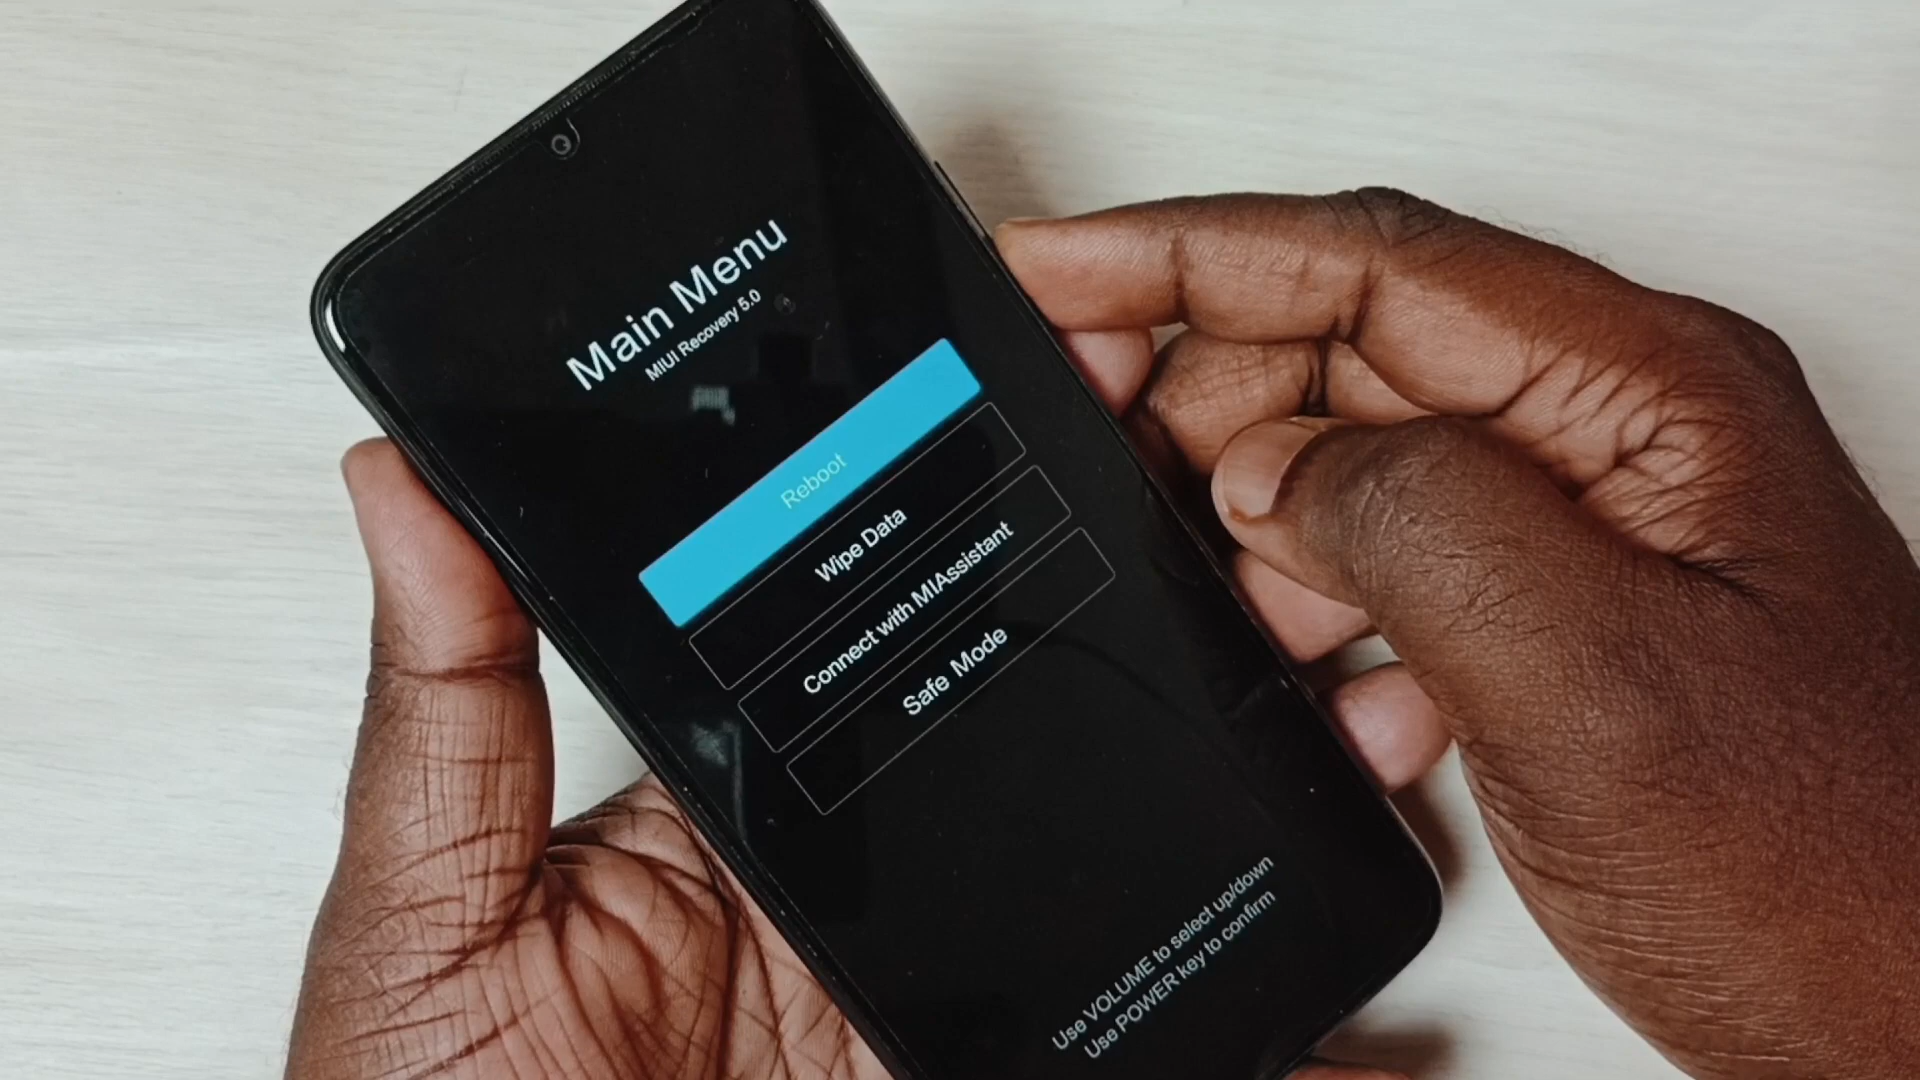 Main Menu
MIUI Recovery 5.0
Reboot
Wipe Data
Connect with MIAssistant
Safe Mode
Use VOLUME to select up/down
Use POWER key to confirm